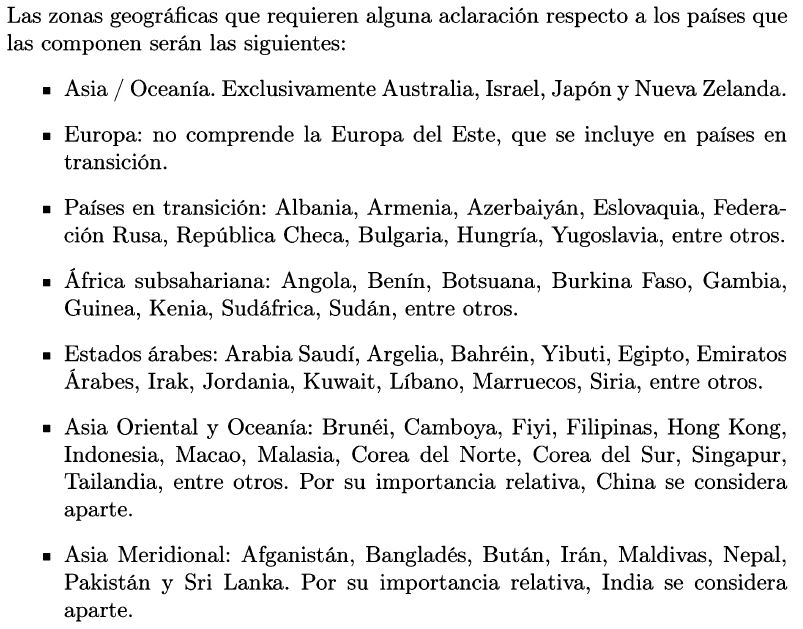 Las zonas geográficas que requieren alguna aclaración respecto a los países que
las componen serán las siguientes:
▪ Asia / Oceanía. Exclusivamente Australia, Israel, Japón y Nueva Zelanda.
▪ Europa: no comprende la Europa del Este, que se incluye en países en
transición.
▪ Países en transición: Albania, Armenia, Azerbaiyán, Eslovaquia, Federa-
ción Rusa, República Checa, Bulgaria, Hungría, Yugoslavia, entre otros.
▪ África subsahariana: Angola, Benín, Botsuana, Burkina Faso, Gambia,
Guinea, Kenia, Sudáfrica, Sudán, entre otros.
▪ Estados árabes: Arabia Saudí, Argelia, Bahréin, Yibuti, Egipto, Emiratos
Árabes, Irak, Jordania, Kuwait, Líbano, Marruecos, Siria, entre otros.
▪ Asia Oriental y Oceanía: Brunéi, Camboya, Fiyi, Filipinas, Hong Kong,
Indonesia, Macao, Malasia, Corea del Norte, Corea del Sur, Singapur,
Tailandia, entre otros. Por su importancia relativa, China se considera
aparte.
▪ Asia Meridional: Afganistán, Bangladés, Bután, Irán, Maldivas, Nepal,
Pakistán y Sri Lanka. Por su importancia relativa, India se considera
aparte.